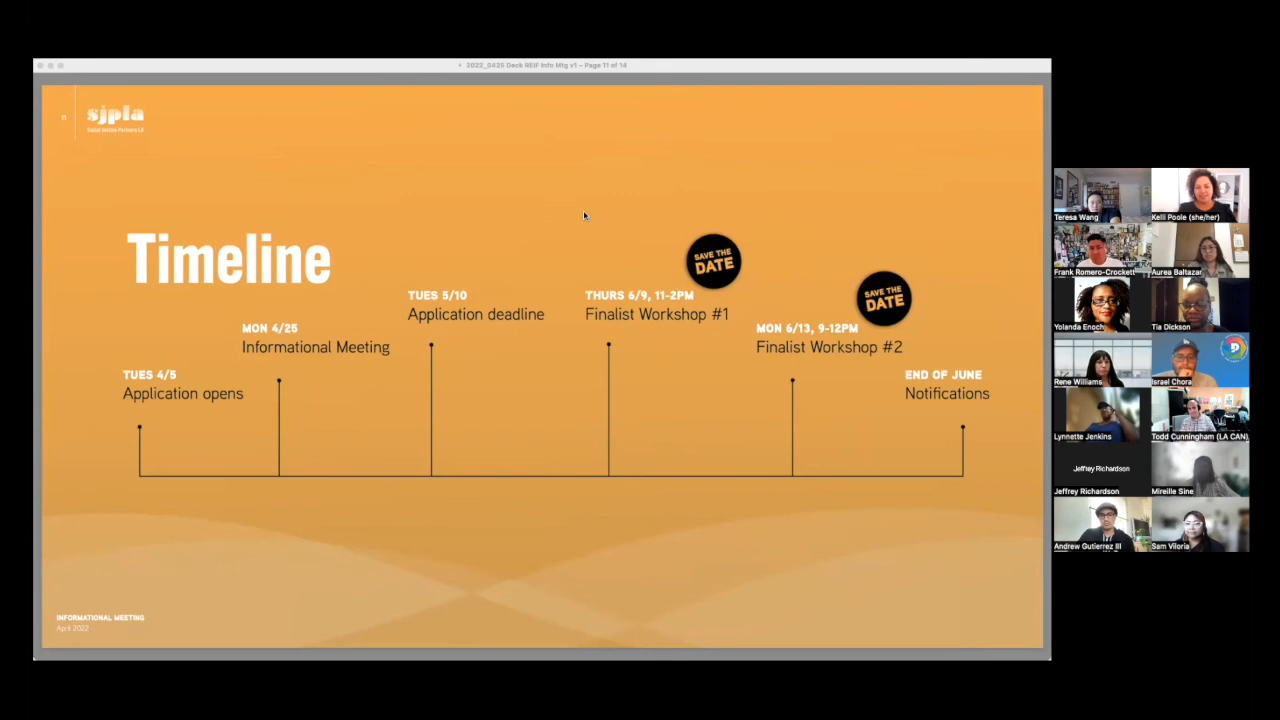 2022_0425 Deck REIF Info Mtg v1 – Page 11 of 14
11
sjpla
Social Justice Partners LA
Timeline
SAVE THE
DATE
SAVE THE
DATE
TUES 5/10
Application deadline
THURS 6/9, 11-2PM
Finalist Workshop #1
MON 4/25
Informational Meeting
MON 6/13, 9-12PM
Finalist Workshop #2
TUES 4/5
Application opens
END OF JUNE
Notifications
INFORMATIONAL MEETING
April 2022
Teresa Wang
Kelli Poole (she/her)
Frank Romero-Crockett
Aurea Baltazar
Yolanda Enoch
Tia Dickson
Rene Williams
Israel Chora
Lynnette Jenkins
Todd Cunningham (LA CAN)
Jeffrey Richardson
Jeffrey Richardson
Mireille Sine
Andrew Gutierrez III
Sam Viloria